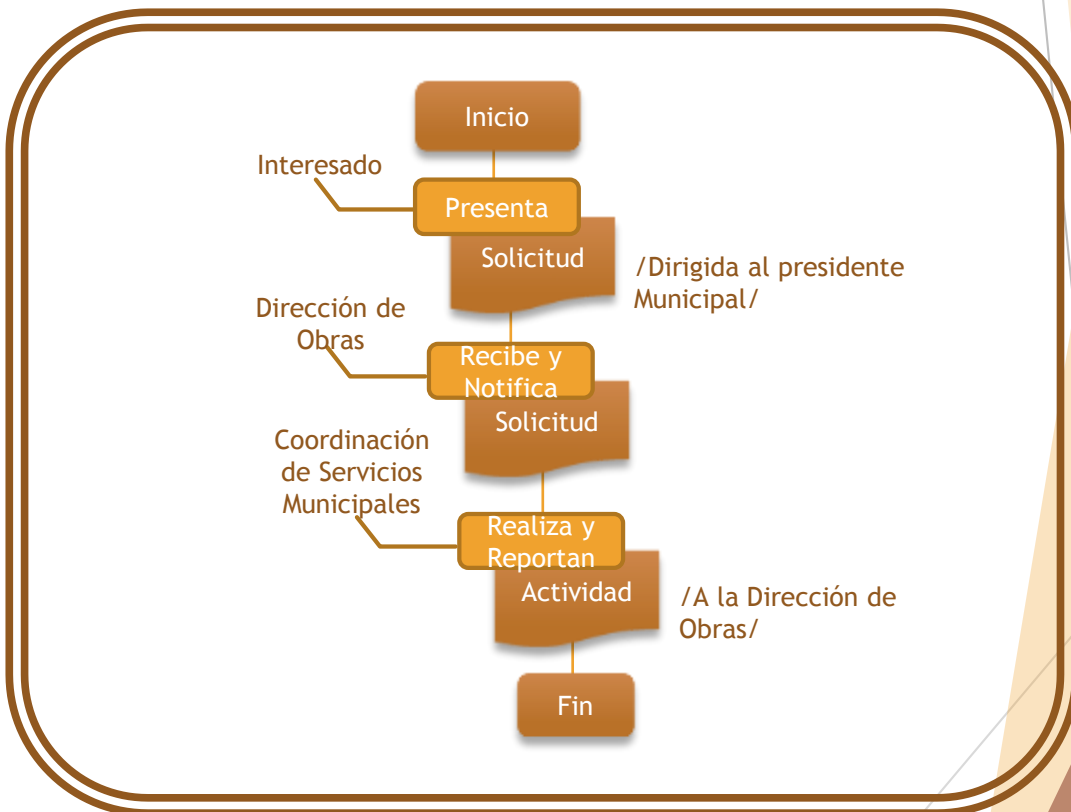 Inicio
Interesado
Presenta
Solicitud
/Dirigida al presidente
Municipal/
Dirección de
Obras
Recibe y
Notifica
Solicitud
Coordinación
de Servicios
Municipales
Realiza y
Reportan
Actividad
/A la Dirección de
Obras/
Fin